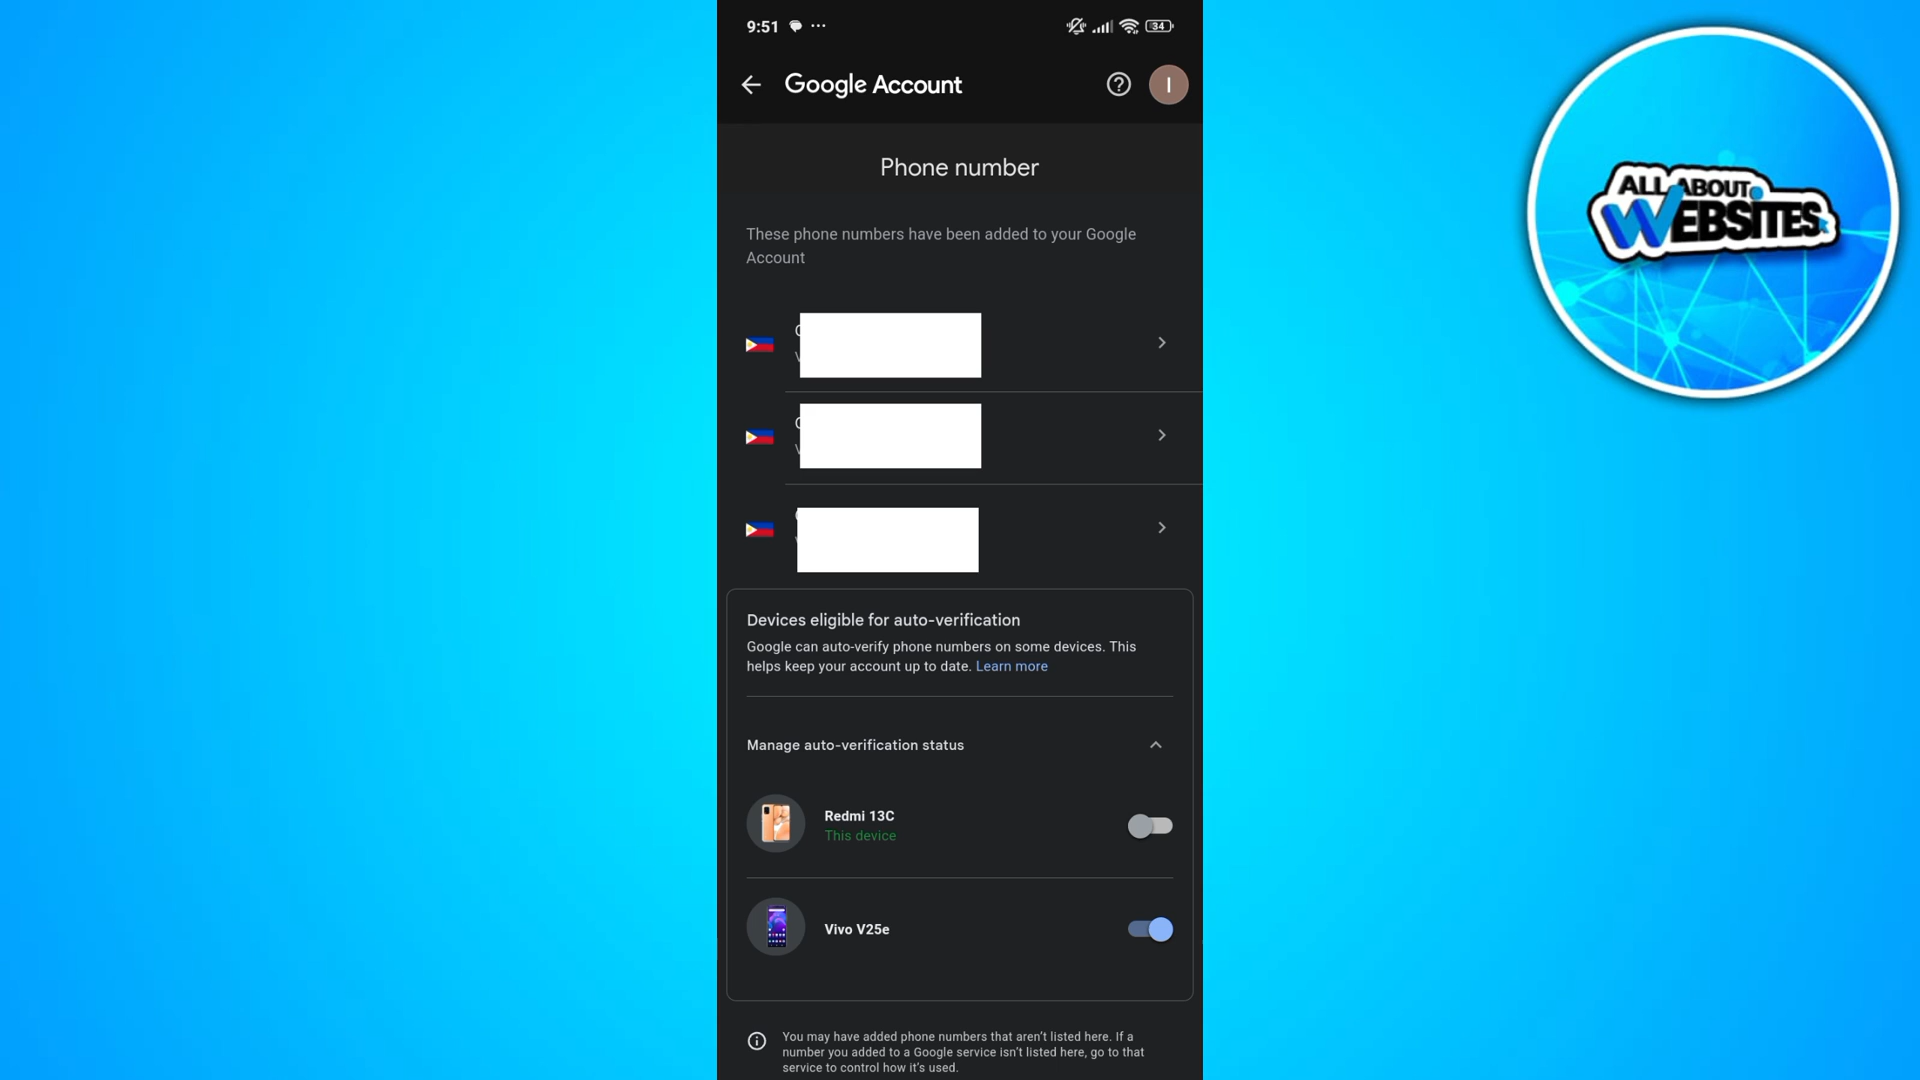 9:51
34
Google Account
I
Phone number
These phone numbers have been added to your Google
Account
Devices eligible for auto-verification
Google can auto-verify phone numbers on some devices. This
helps keep your account up to date. Learn more
Manage auto-verification status
Redmi 13C
This device
Vivo V25e
You may have added phone numbers that aren't listed here. If a
number you added to a Google service isn't listed here, go to that
service to control how it's used.
ALL ABOUT
WEBSITES